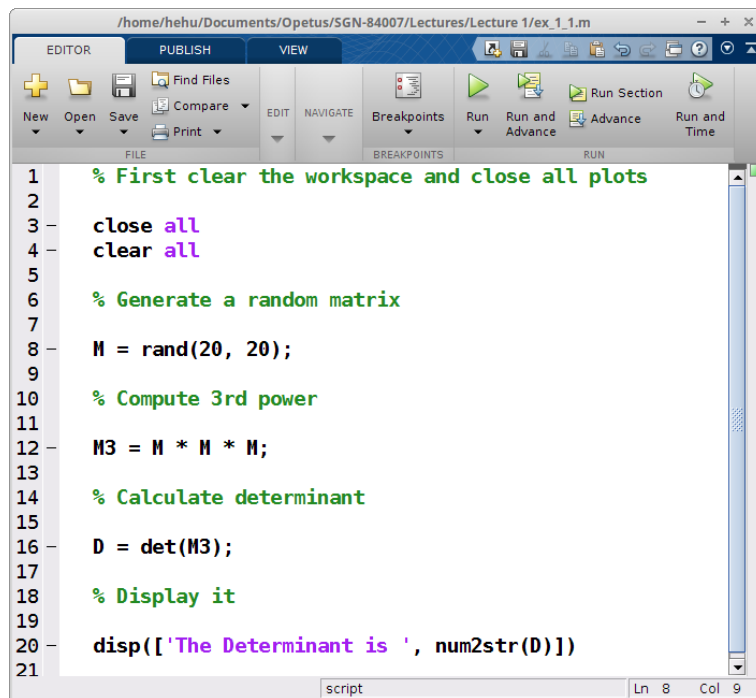 /home/hehu/Documents/Opetus/SGN-84007/Lectures/Lecture 1/ex_1_1.m
EDITOR PUBLISH VIEW
New Open Save Find Files Compare Print
FILE
EDIT
NAVIGATE
Breakpoints
BREAKPOINTS
Run Run and Advance Run Section Advance Run and Time
RUN
1 % First clear the workspace and close all plots
2
3 – close all
4 – clear all
5
6 % Generate a random matrix
7
8 – M = rand(20, 20);
9
10 % Compute 3rd power
11
12 – M3 = M * M * M;
13
14 % Calculate determinant
15
16 – D = det(M3);
17
18 % Display it
19
20 – disp(['The Determinant is ', num2str(D)])
21
script Ln 8 Col 9